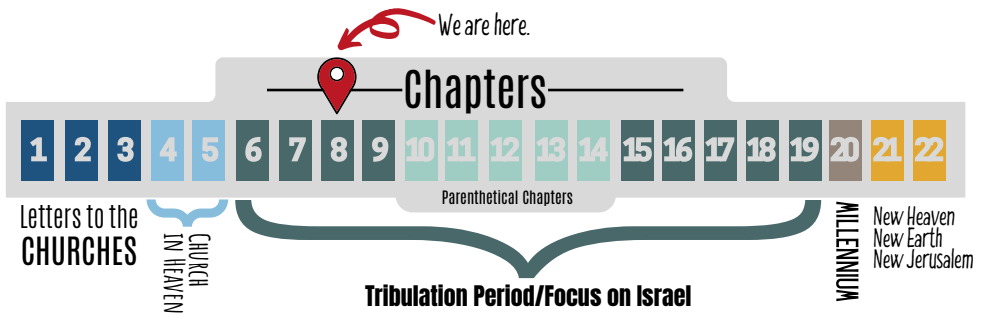 We are here.
Chapters
1 2 3 4 5 6 7 8 9 10 11 12 13 14 15 16 17 18 19 20 21 22
Parenthetical Chapters
Letters to the
CHURCHES
CHURCH
IN HEAVEN
Tribulation Period/Focus on Israel
MILLENNIUM
New Heaven
New Earth
New Jerusalem